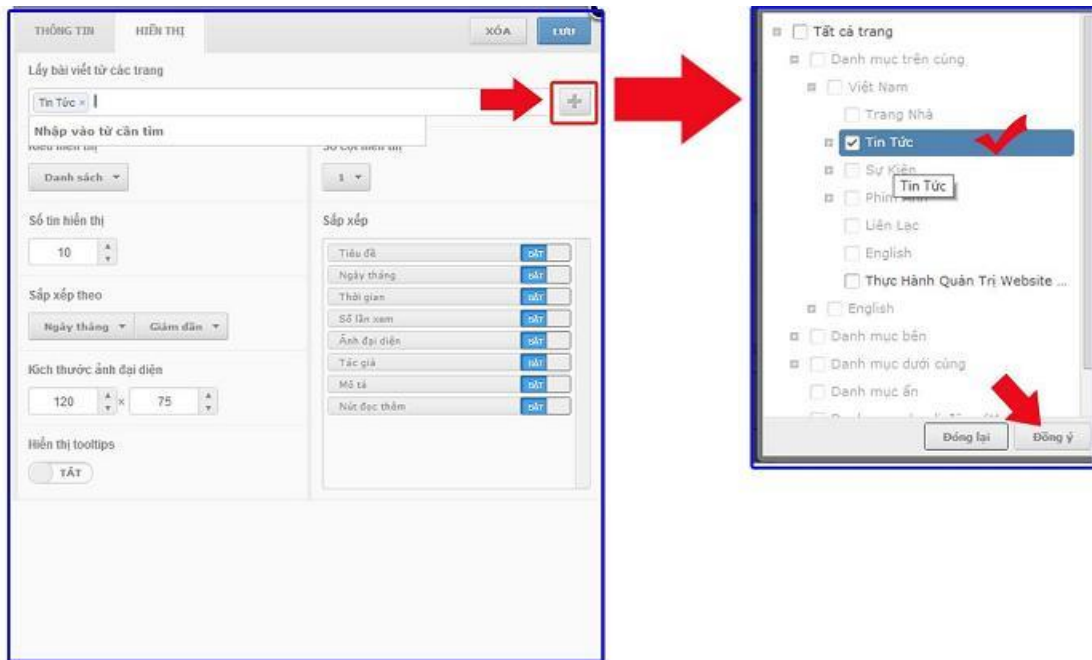 THÔNG TIN
HIỂN THỊ
XÓA
LƯU
Lấy bài viết từ các trang
Tin Tức ×
Nhập vào từ cần tìm
Kiểu hiển thị
Số cột hiển thị
Danh sách
1
Số tin hiển thị
10
Sắp xếp
Tiêu đề BẬT
Ngày tháng BẬT
Thời gian BẬT
Số lần xem BẬT
Ảnh đại diện BẬT
Tác giả BẬT
Mô tả BẬT
Nút đọc thêm BẬT
Sắp xếp theo
Ngày tháng
Giảm dần
Kích thước ảnh đại diện
120 × 75
Hiển thị tooltips
TẮT
Tất cả trang
Danh mục trên cùng
Việt Nam
Trang Nhà
Tin Tức
Sự Kiện
Tin Tức
Phim Ảnh
Liên Lạc
English
Thực Hành Quản Trị Website ...
English
Danh mục bên
Danh mục dưới cùng
Danh mục ẩn
Đóng lại
Đồng ý